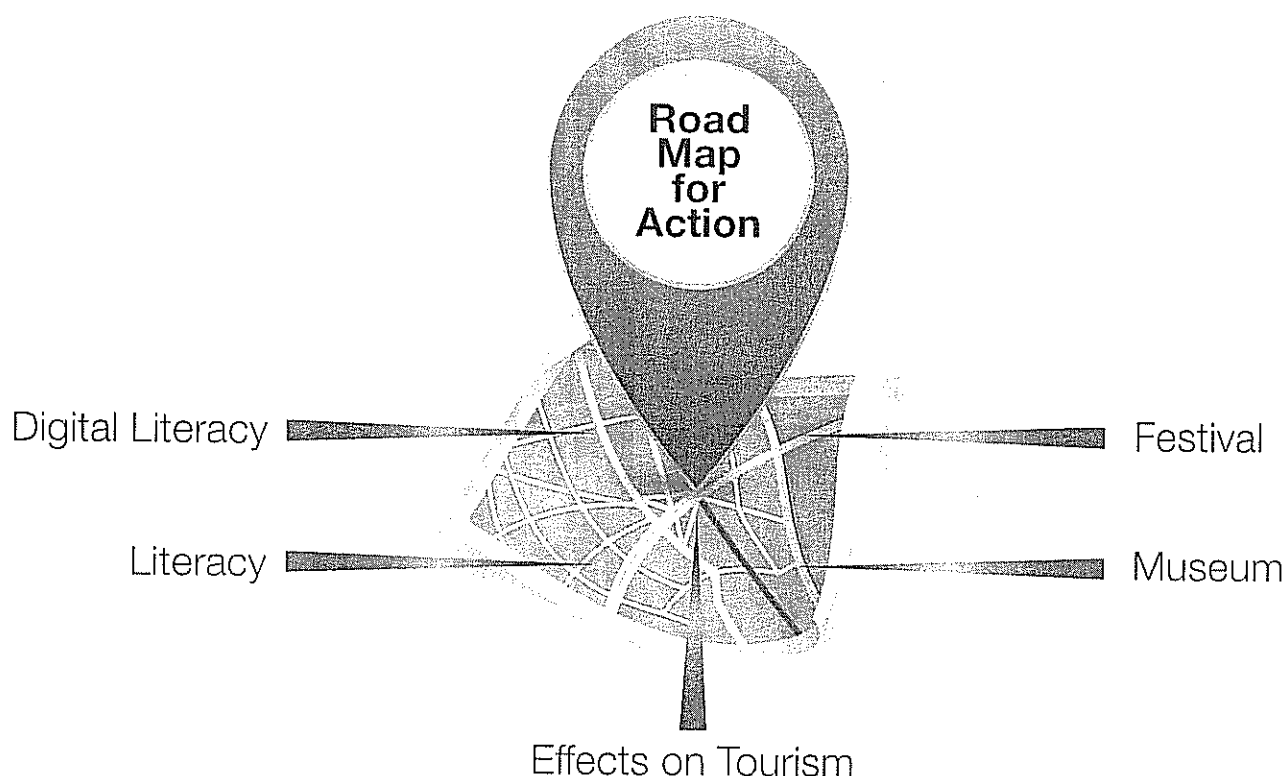 Road
Map
for
Action
Digital Literacy
Festival
Literacy
Museum
Effects on Tourism